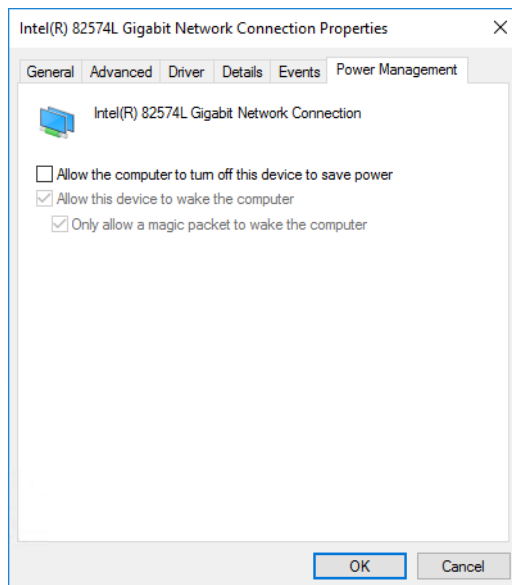 Intel(R) 82574L Gigabit Network Connection Properties
General Advanced Driver Details Events Power Management
Intel(R) 82574L Gigabit Network Connection
Allow the computer to turn off this device to save power
Allow this device to wake the computer
Only allow a magic packet to wake the computer
OK Cancel